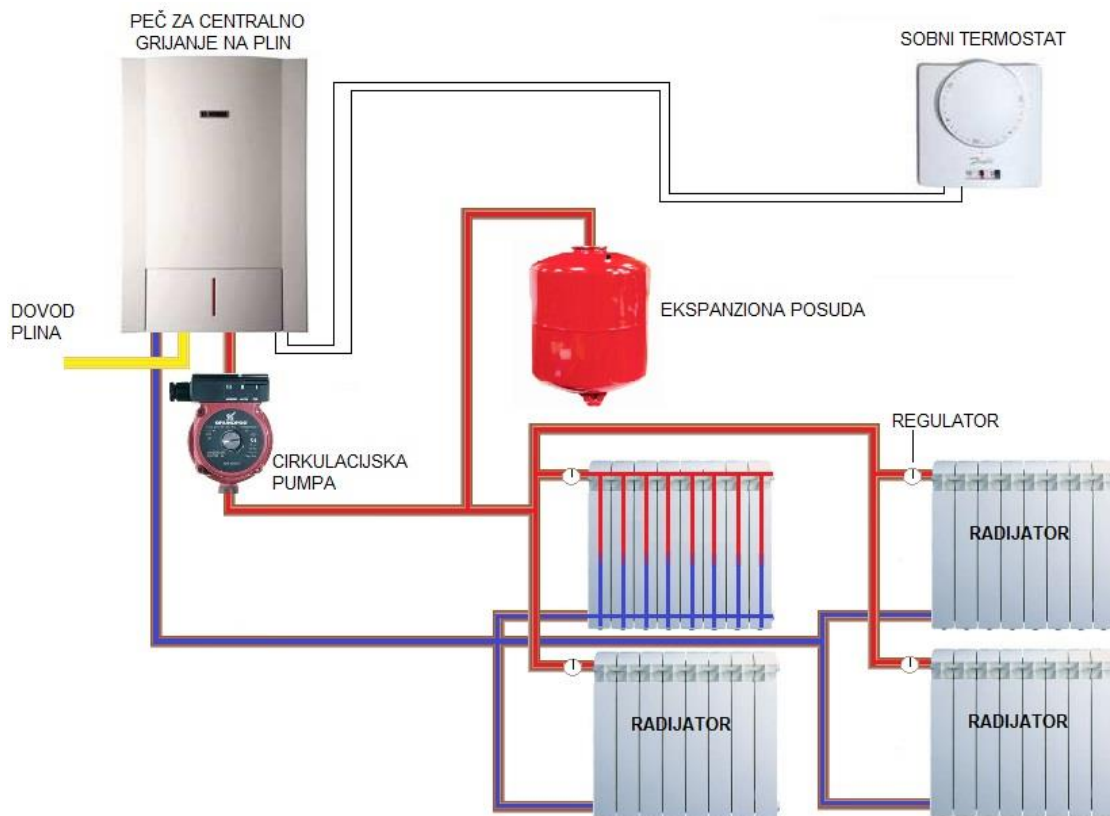 PEČ ZA CENTRALNO
GRIJANJE NA PLIN
SOBNI TERMOSTAT
DOVOD
PLINA
EKSPANZIONA POSUDA
REGULATOR
CIRKULACIJSKA
PUMPA
RADIJATOR
RADIJATOR
RADIJATOR